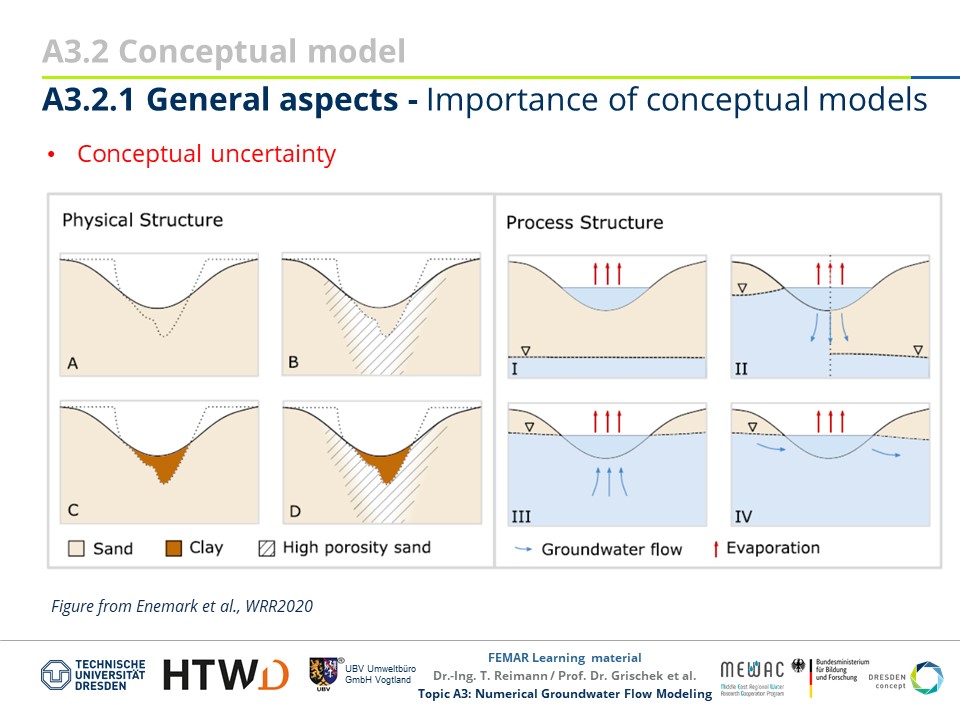 A3.2 Conceptual model
A3.2.1 General aspects - Importance of conceptual models
• Conceptual uncertainty
Physical Structure
A
B
C
D
Sand
Clay
High porosity sand
Process Structure
I
II
III
IV
Groundwater flow
Evaporation
Figure from Enemark et al., WRR2020
TECHNISCHE
UNIVERSITÄT
DRESDEN
HTWD
UBV
®
UBV Umweltbüro
GmbH Vogtland
FEMAR Learning material
Dr.-Ing. T. Reimann / Prof. Dr. Grischek et al.
Topic A3: Numerical Groundwater Flow Modeling
MEWAC
Middle East Regional Water
Research Cooperation Program
Bundesministerium
für Bildung
und Forschung
DRESDEN
concept